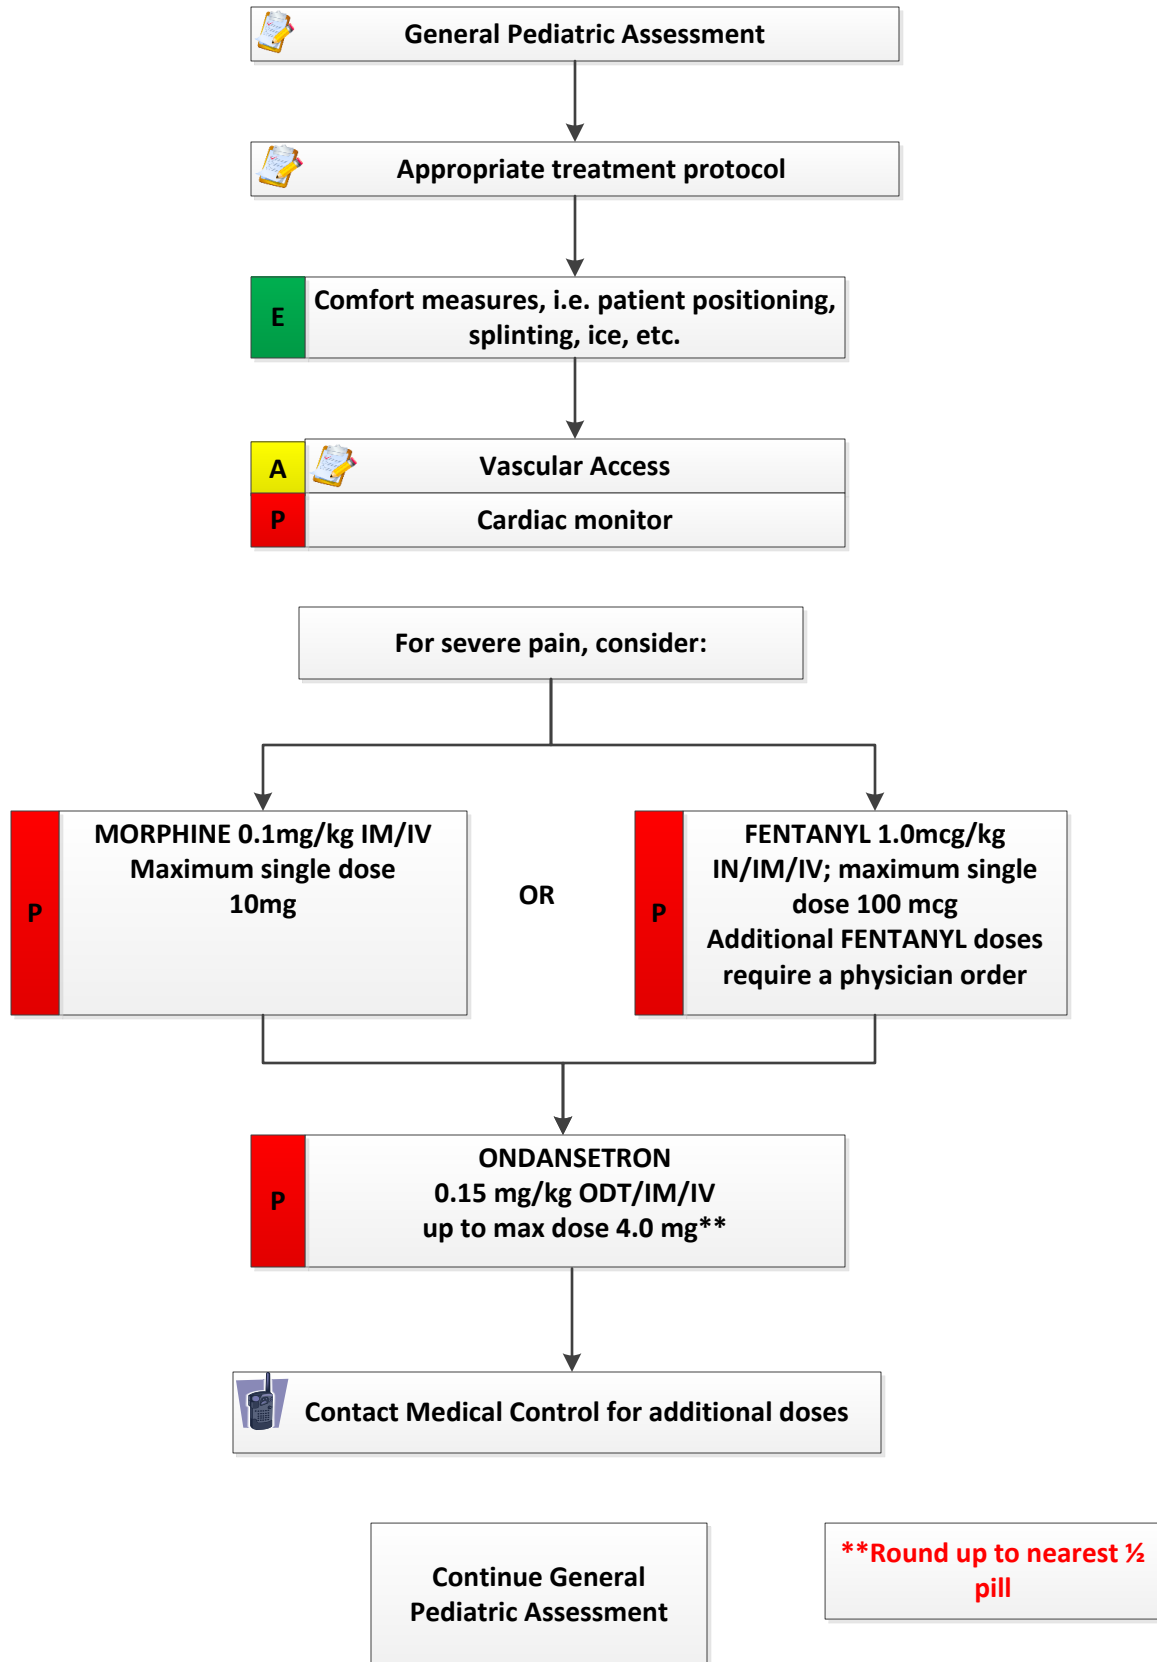 General Pediatric Assessment
Appropriate treatment protocol
E
Comfort measures, i.e. patient positioning,
splinting, ice, etc.
A
Vascular Access
P
Cardiac monitor
For severe pain, consider:
P
MORPHINE 0.1mg/kg IM/IV
Maximum single dose
10mg
OR
P
FENTANYL 1.0mcg/kg
IN/IM/IV; maximum single
dose 100 mcg
Additional FENTANYL doses
require a physician order
P
ONDANSETRON
0.15 mg/kg ODT/IM/IV
up to max dose 4.0 mg**
Contact Medical Control for additional doses
Continue General
Pediatric Assessment
**Round up to nearest ½
pill